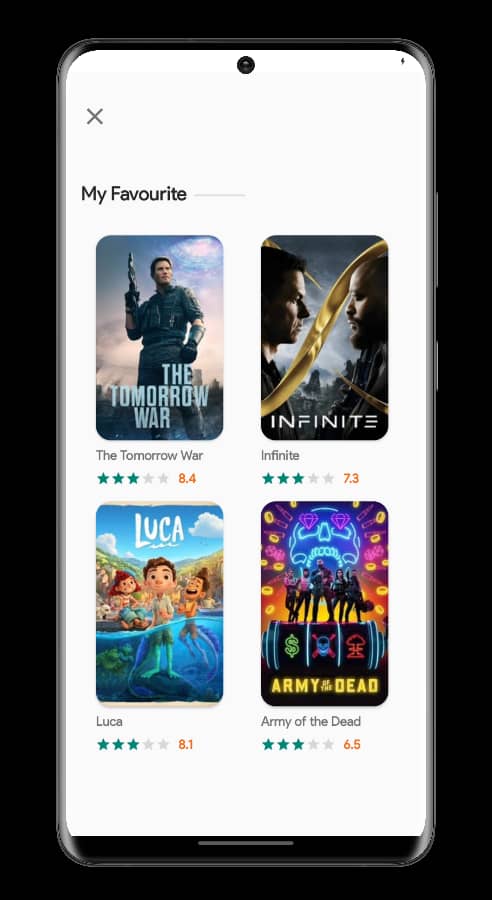 My Favourite
THE
TOMORROW
WAR
INFINITE
The Tomorrow War
Infinite
8.4
7.3
LUCA
ARMY OF THE DEAD
Luca
Army of the Dead
8.1
6.5